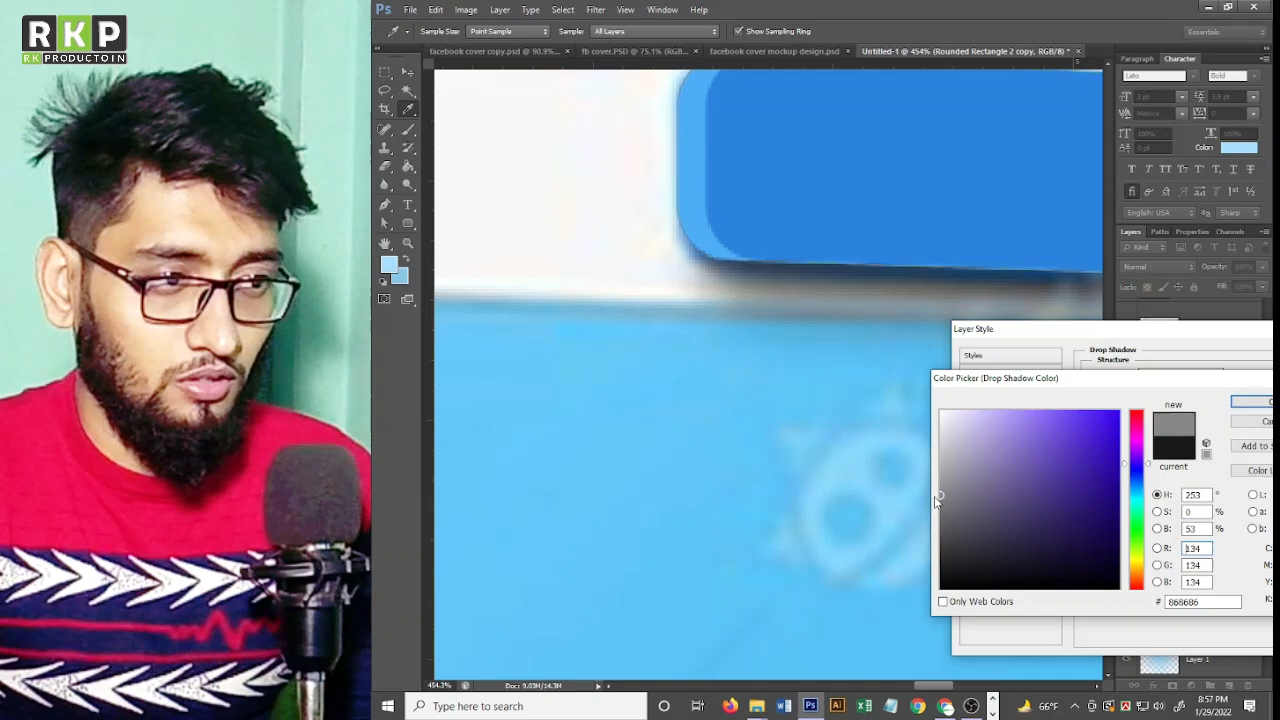 RKP
RK PRODUCTOIN
Ps File Edit Image Layer Type Select Filter View Window Help
Sample Size: Point Sample Sample: All Layers Show Sampling Ring Essentials
facebook cover copy.psd @ 90.9%... × fb cover.PSD @ 75.1% (RGB/8... × facebook cover mockup design.psd × Untitled-1 @ 454% (Rounded Rectangle 2 copy, RGB/8) * ×
Paragraph Character
Lato Bold
Metrics 0
100% 100%
0 pt Color:
English: USA Sharp
Layers Paths Properties Channels
Kind
Normal Opacity:
Lock: Fill:
Layer Style
Styles
Drop Shadow
Structure
Color Picker (Drop Shadow Color)
new
current
Add to S
Color L
H: 253 °
S: 0 %
B: 53 %
R: 134
G: 134
B: 134
L:
a:
b:
C:
M:
Y:
K:
Only Web Colors
# 868686
Layer 1
454.3% Doc: 9.03M/14.3M
Type here to search
66°F
8:57 PM
1/29/2022